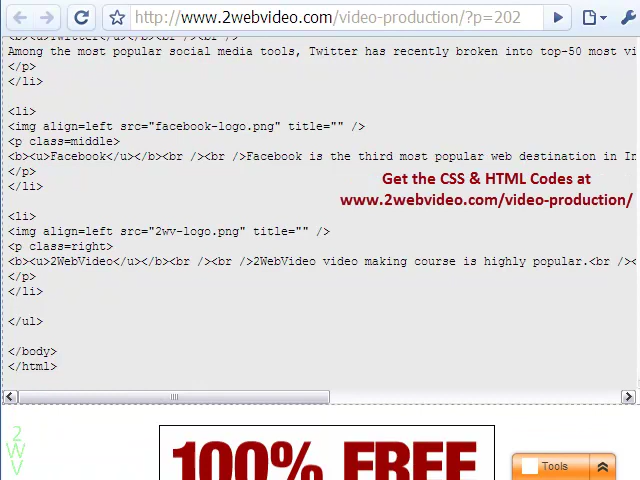 http://www.2webvideo.com/video-production/?p=202
<b><u>Twitter</u></b><br /><br />
Among the most popular social media tools, Twitter has recently broken into top-50 most vi
</p>
</li>
<li>
<img align=left src="facebook-logo.png" title="" />
<p class=middle>
<b><u>Facebook</u></b><br /><br />Facebook is the third most popular web destination in In
</p>
</li>
Get the CSS & HTML Codes at
www.2webvideo.com/video-production/
<li>
<img align=left src="2wv-logo.png" title="" />
<p class=right>
<b><u>2WebVideo</u></b><br /><br />2WebVideo video making course is highly popular.<br /><
</p>
</li>
</ul>
</body>
</html>
2
W
V
100% FREE
Tools